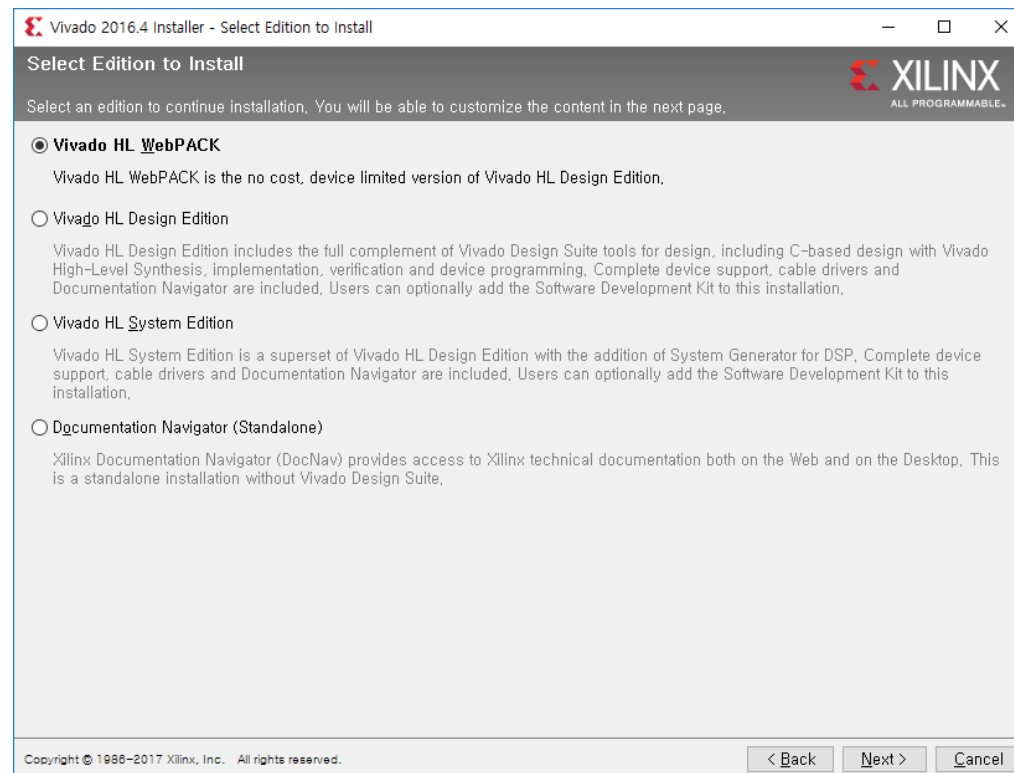 Vivado 2016.4 Installer - Select Edition to Install
Select Edition to Install
XILINX
ALL PROGRAMMABLE.
Select an edition to continue installation. You will be able to customize the content in the next page.
Vivado HL WebPACK
Vivado HL WebPACK is the no cost, device limited version of Vivado HL Design Edition.
Vivado HL Design Edition
Vivado HL Design Edition includes the full complement of Vivado Design Suite tools for design, including C-based design with Vivado
High-Level Synthesis, implementation, verification and device programming. Complete device support, cable drivers and
Documentation Navigator are included. Users can optionally add the Software Development Kit to this installation.
Vivado HL System Edition
Vivado HL System Edition is a superset of Vivado HL Design Edition with the addition of System Generator for DSP. Complete device
support, cable drivers and Documentation Navigator are included. Users can optionally add the Software Development Kit to this
installation.
Documentation Navigator (Standalone)
Xilinx Documentation Navigator (DocNav) provides access to Xilinx technical documentation both on the Web and on the Desktop. This
is a standalone installation without Vivado Design Suite.
Copyright © 1986-2017 Xilinx, Inc. All rights reserved.
< Back
Next >
Cancel